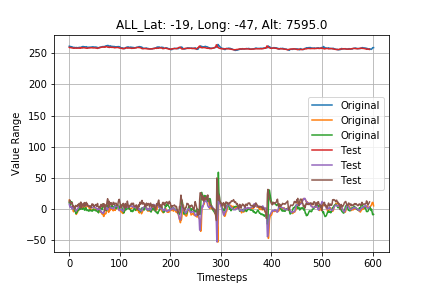 ALL_Lat: -19, Long: -47, Alt: 7595.0
Value Range
250
200
150
100
50
0
−50
Original
Original
Original
Test
Test
Test
0 100 200 300 400 500 600
Timesteps